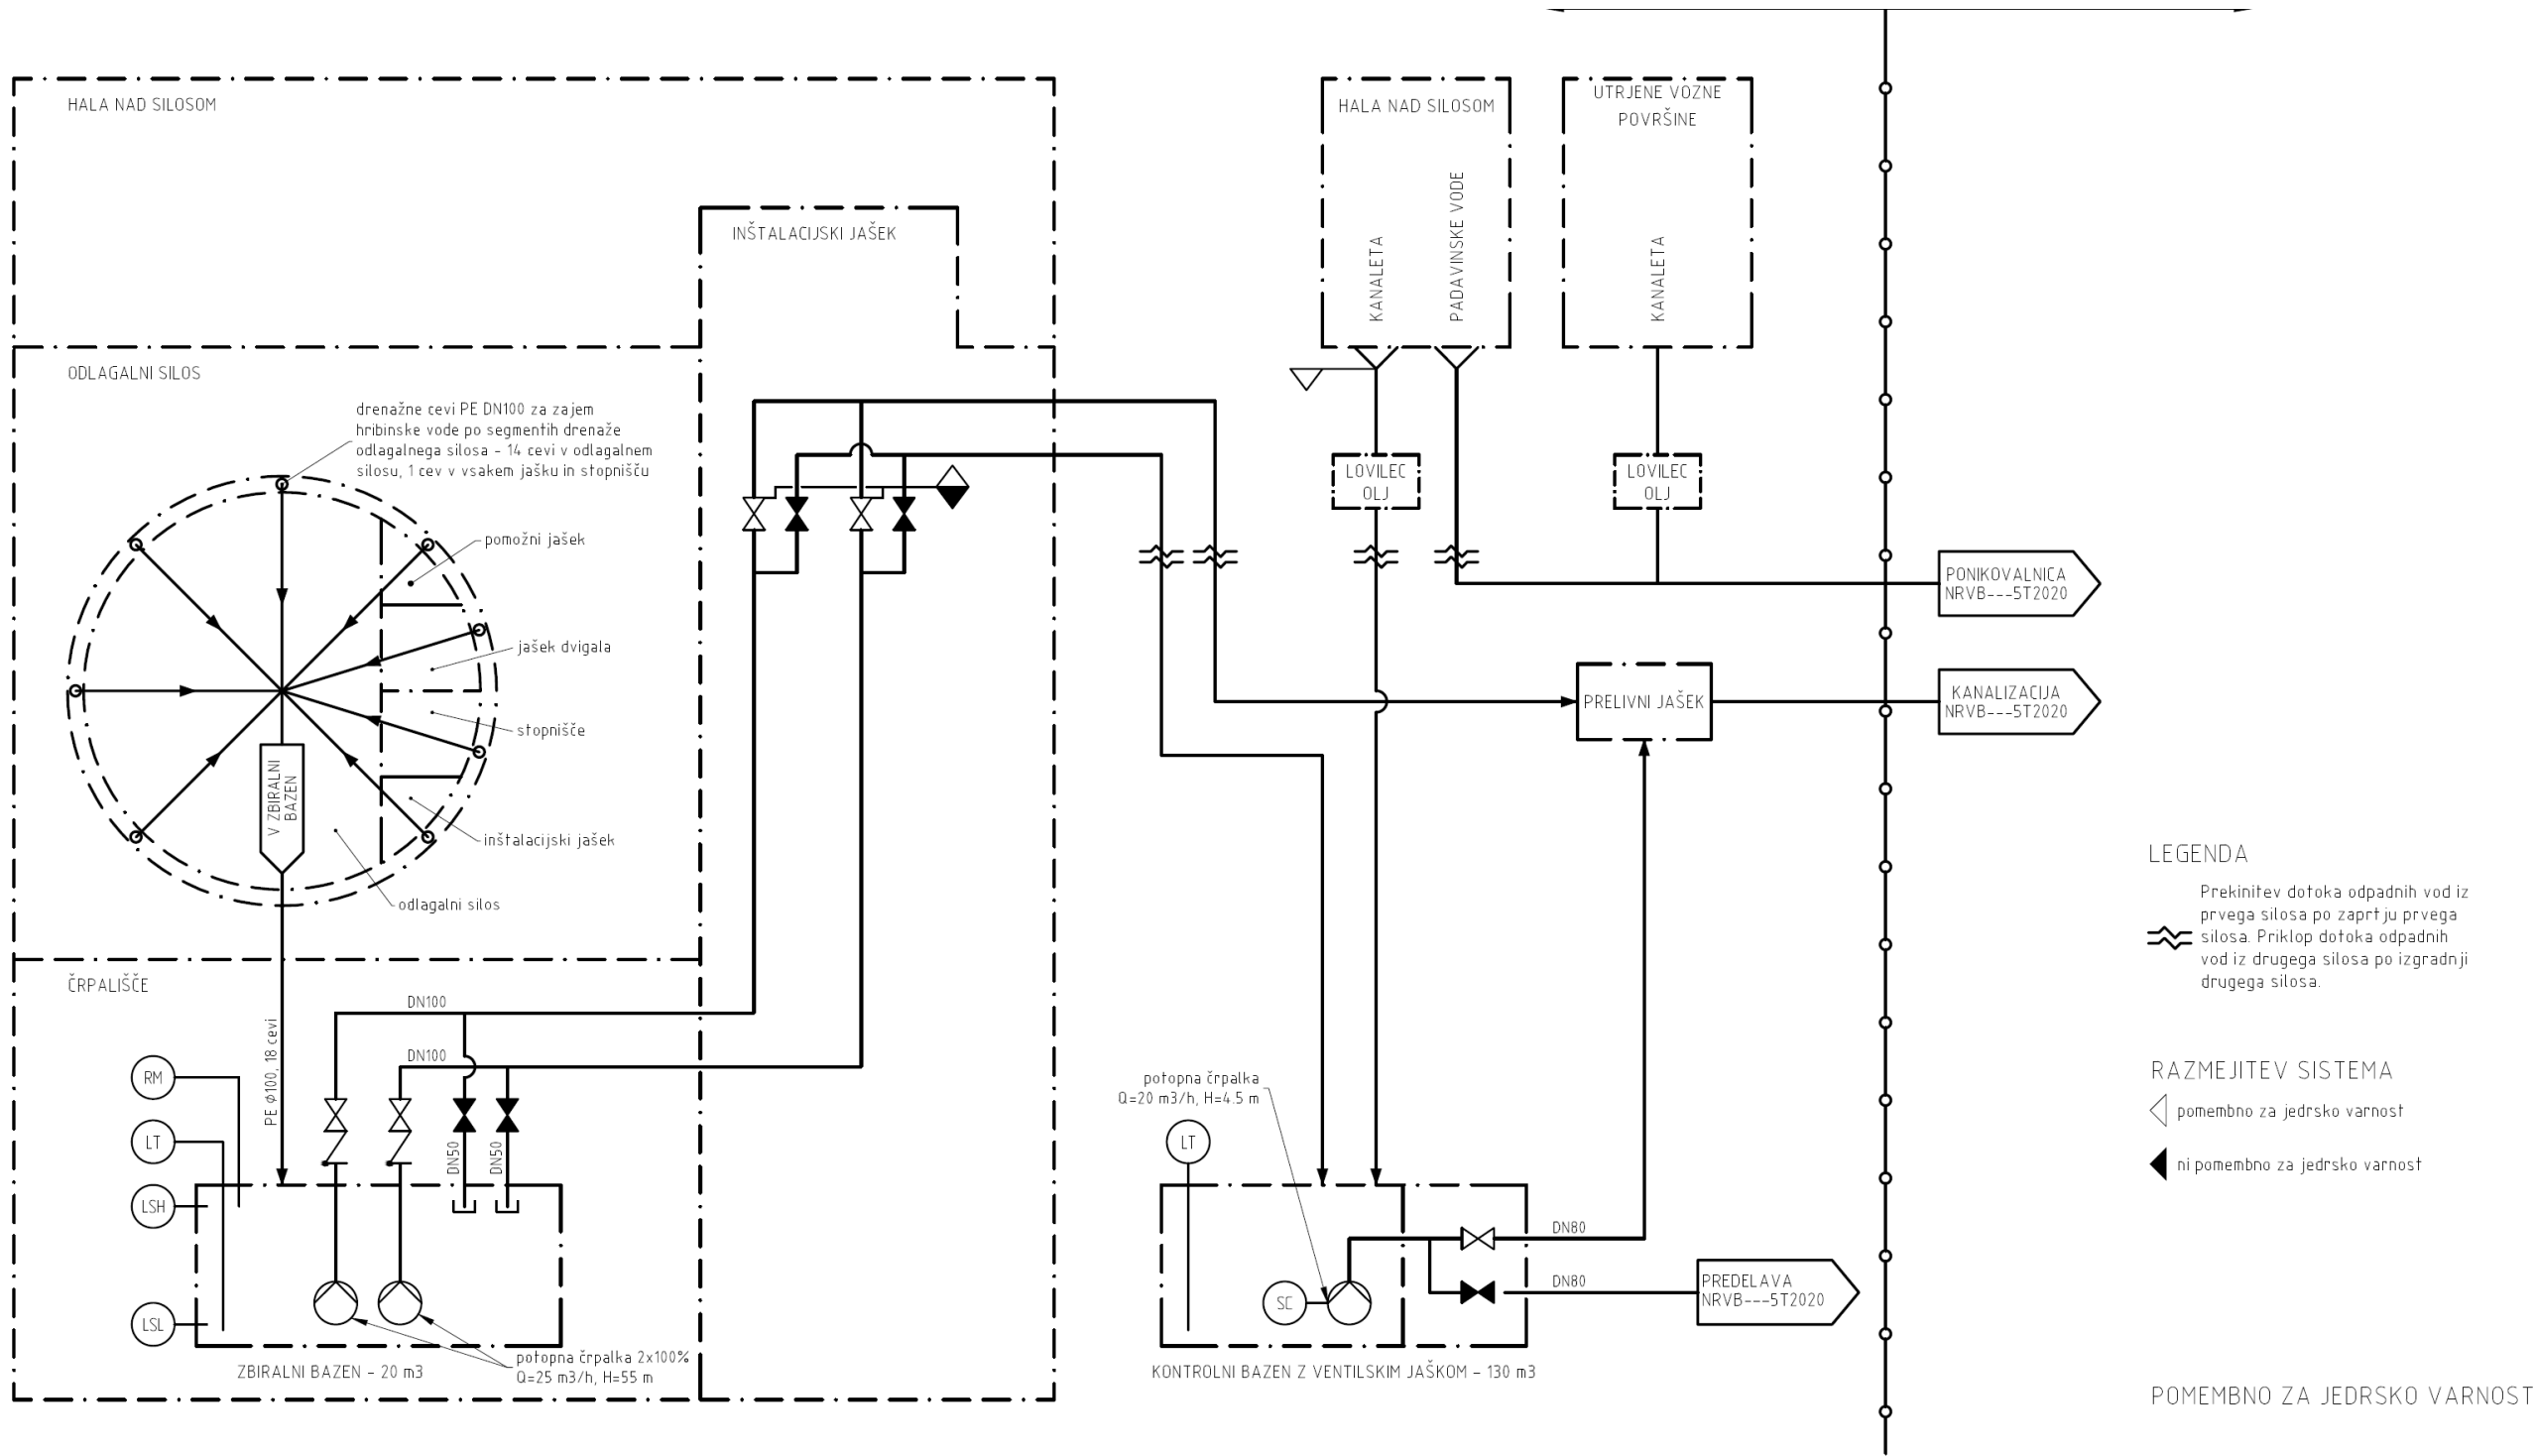 HALA NAD SILOSOM
INŠTALACIJSKI JAŠEK
ODLAGALNI SILOS
drenažne cevi PE DN100 za zajem
hribinske vode po segmentih drenaže
odlagalnega silosa - 14 cevi v odlagalnem
silosu, 1 cev v vsakem jašku in stopnišču
pomožni jašek
jašek dvigala
stopnišče
inštalacijski jašek
odlagalni silos
V ZBIRALNI
BAZEN
ČRPALIŠČE
PE ϕ100, 18 cevi
DN100
DN100
RM
LT
LSH
LSL
DN50
DN50
ZBIRALNI BAZEN - 20 m3
potopna črpalka 2x100%
Q=25 m3/h, H=55 m
HALA NAD SILOSOM
KANALETA
PADAVINSKE VODE
UTRJENE VOZNE
POVRŠINE
KANALETA
LOVILEC
OLJ
LOVILEC
OLJ
PONIKOVALNICA
NRVB---5T2020
PRELIVNI JAŠEK
KANALIZACIJA
NRVB---5T2020
potopna črpalka
Q=20 m3/h, H=4.5 m
LT
SC
DN80
DN80
PREDELAVA
NRVB---5T2020
KONTROLNI BAZEN Z VENTILSKIM JAŠKOM - 130 m3
LEGENDA
Prekinitev dotoka odpadnih vod iz
prvega silosa po zaprtju prvega
silosa. Priklop dotoka odpadnih
vod iz drugega silosa po izgradnji
drugega silosa.
RAZMEJITEV SISTEMA
pomembno za jedrsko varnost
ni pomembno za jedrsko varnost
POMEMBNO ZA JEDRSKO VARNOST